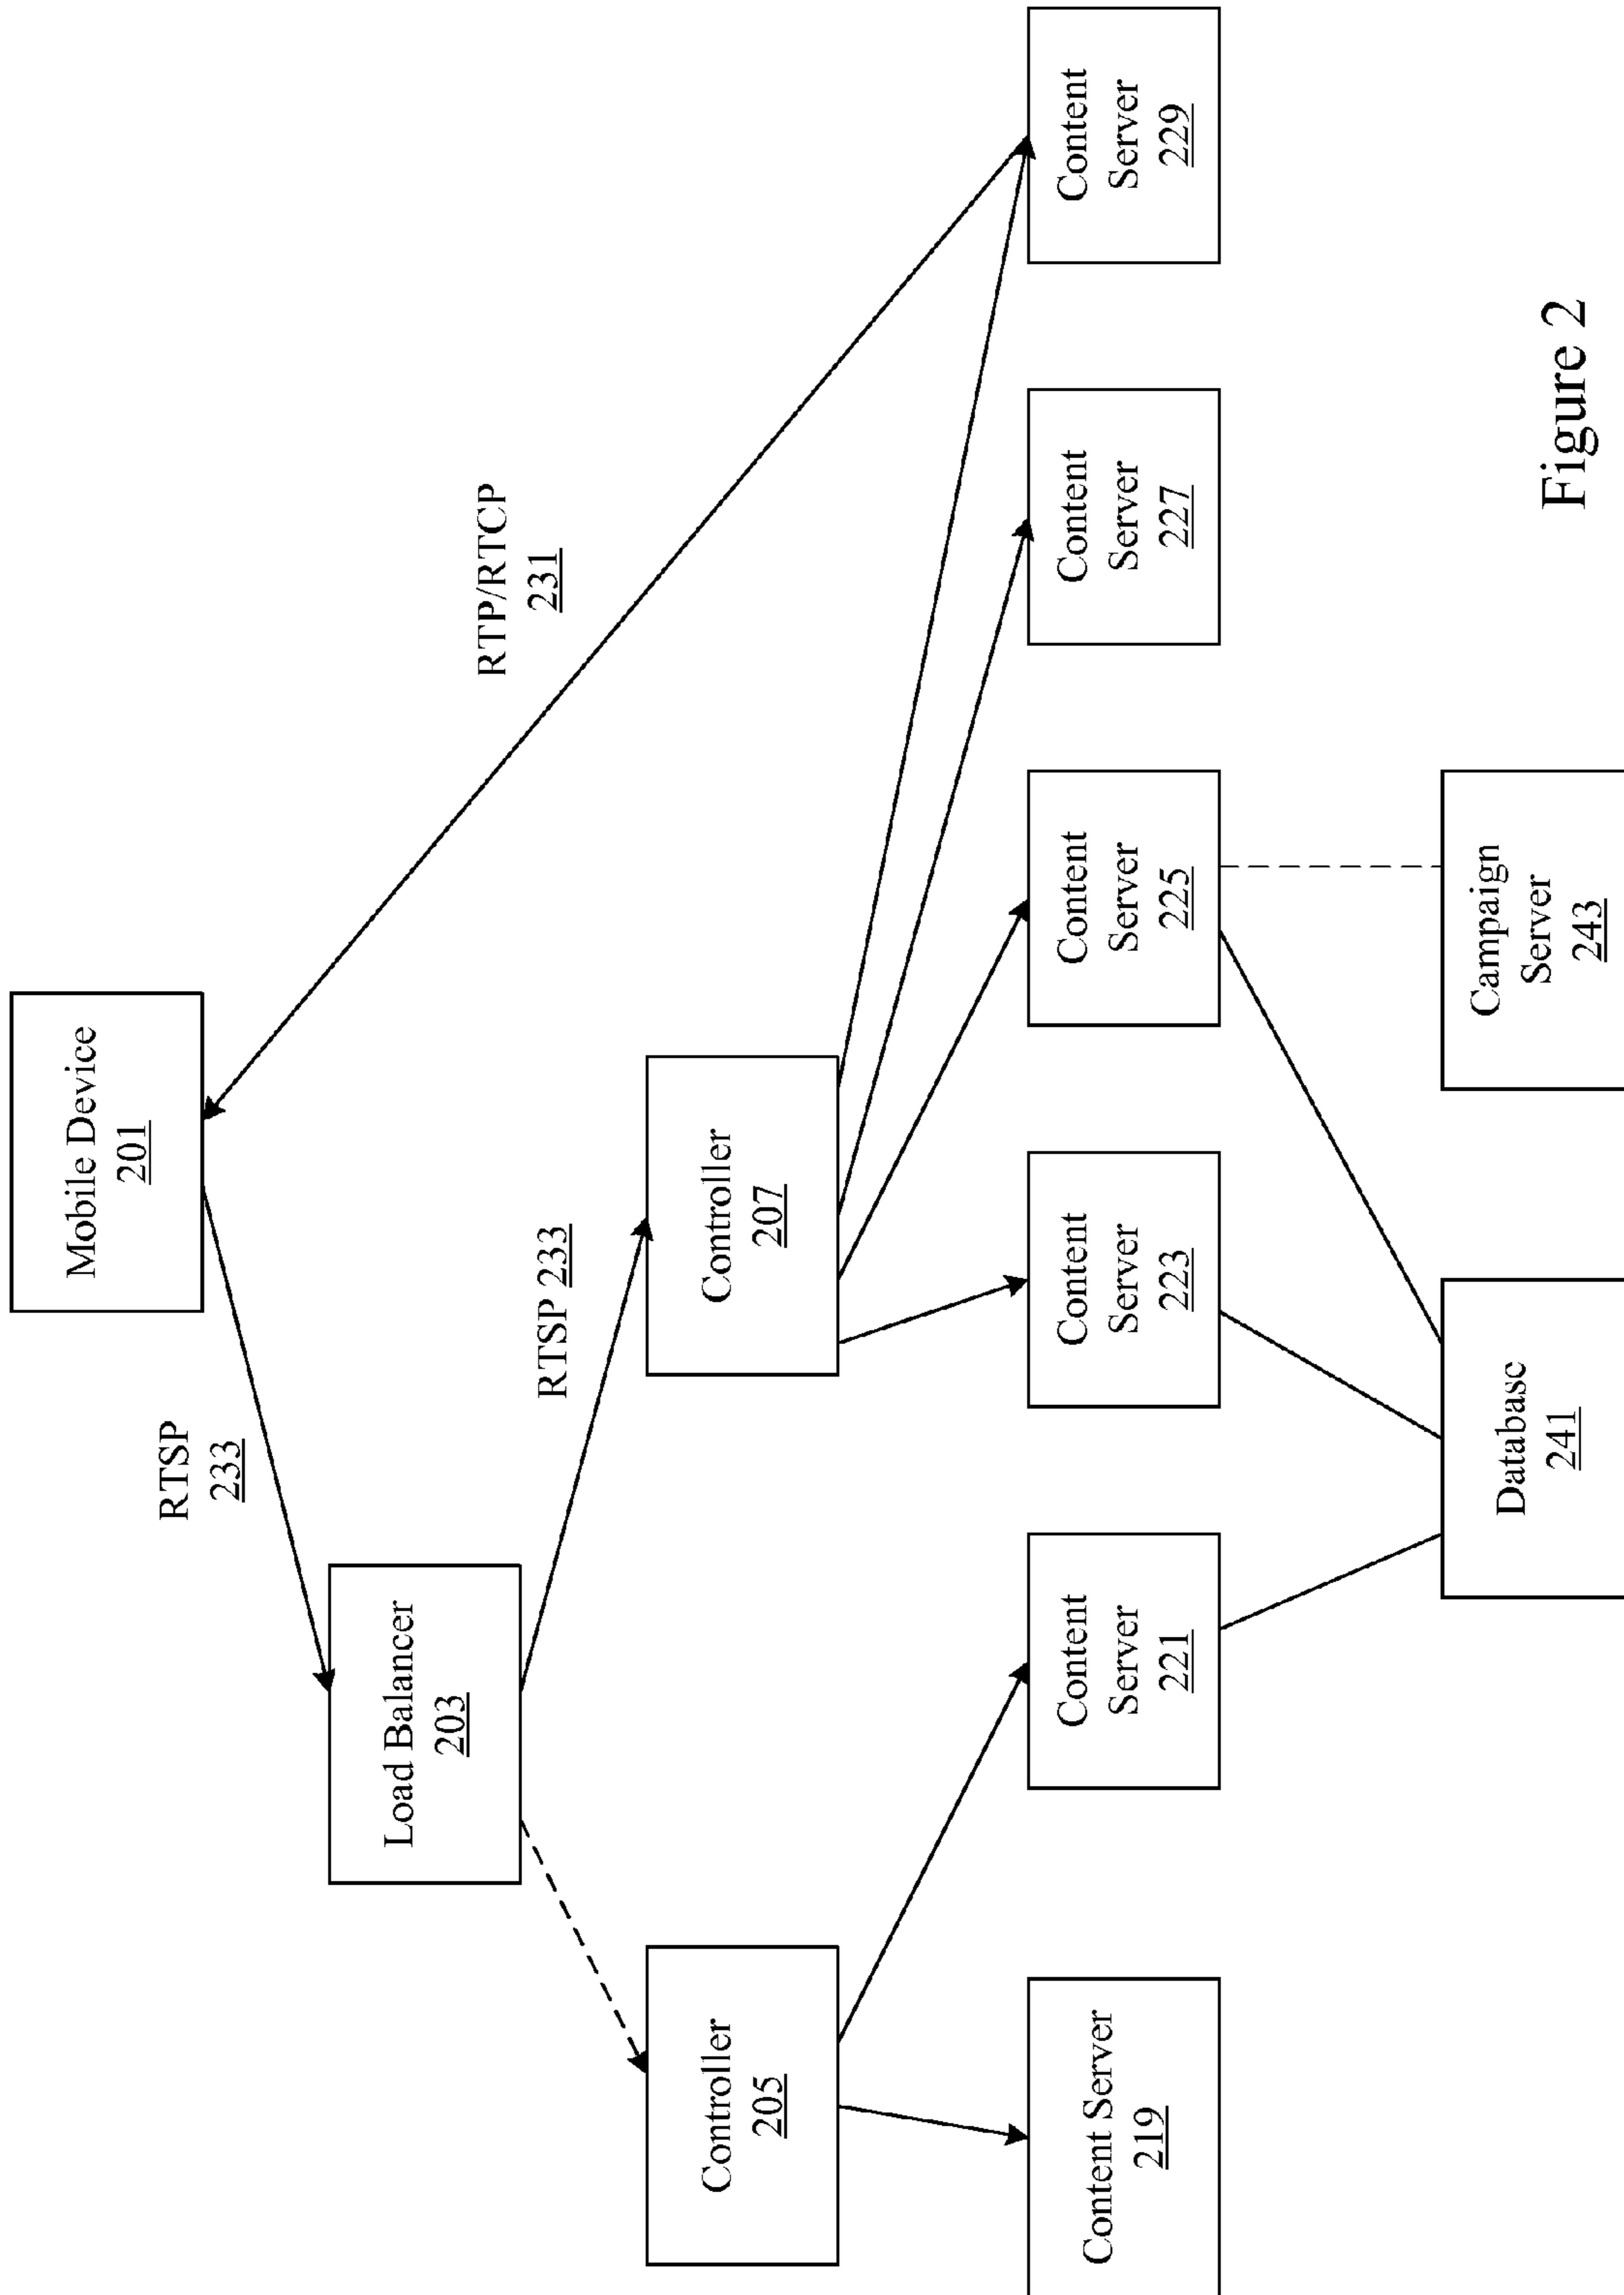 Mobile Device
201
RTSP
233
RTP/RTCP
231
Load Balancer
203
RTSP 233
Controller
205
Controller
207
Content Server
219
Content
Server
221
Content
Server
223
Content
Server
225
Content
Server
227
Content
Server
229
Database
241
Campaign
Server
243
Figure 2